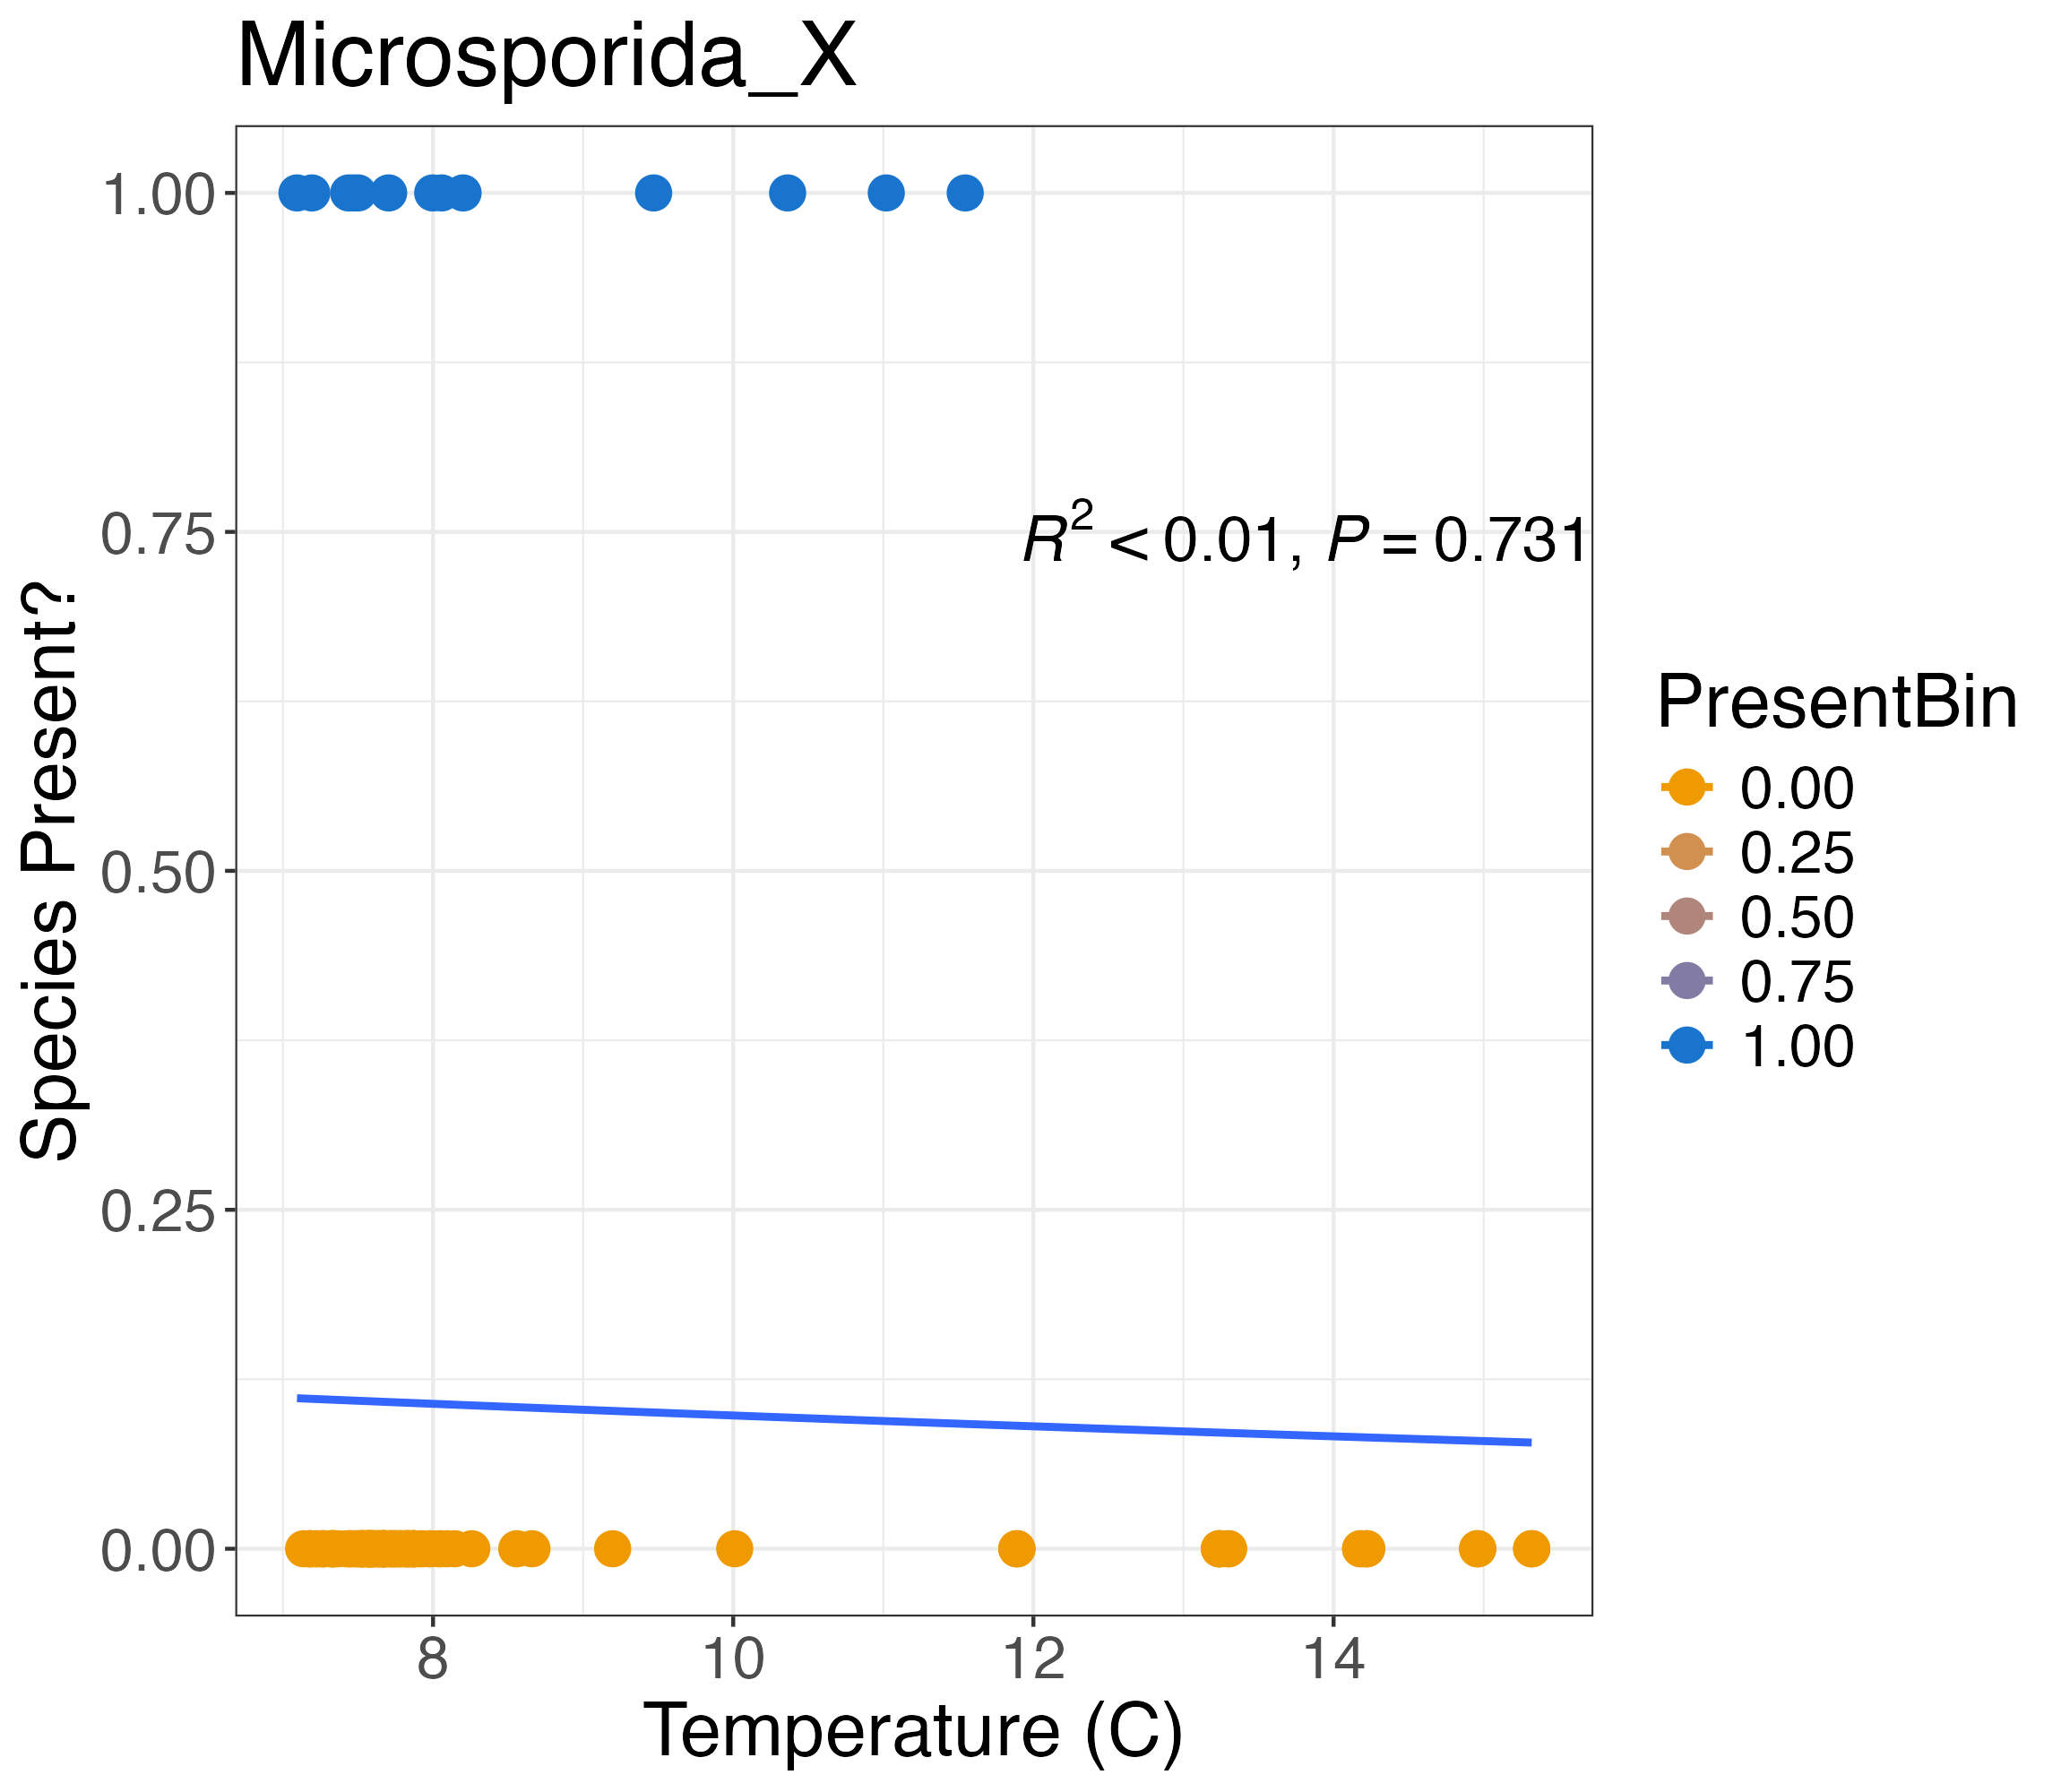 Microsporida_X
1.00
0.75
0.50
0.25
0.00
Species Present?
R² < 0.01, P = 0.731
8 10 12 14
Temperature (C)
PresentBin
0.00
0.25
0.50
0.75
1.00